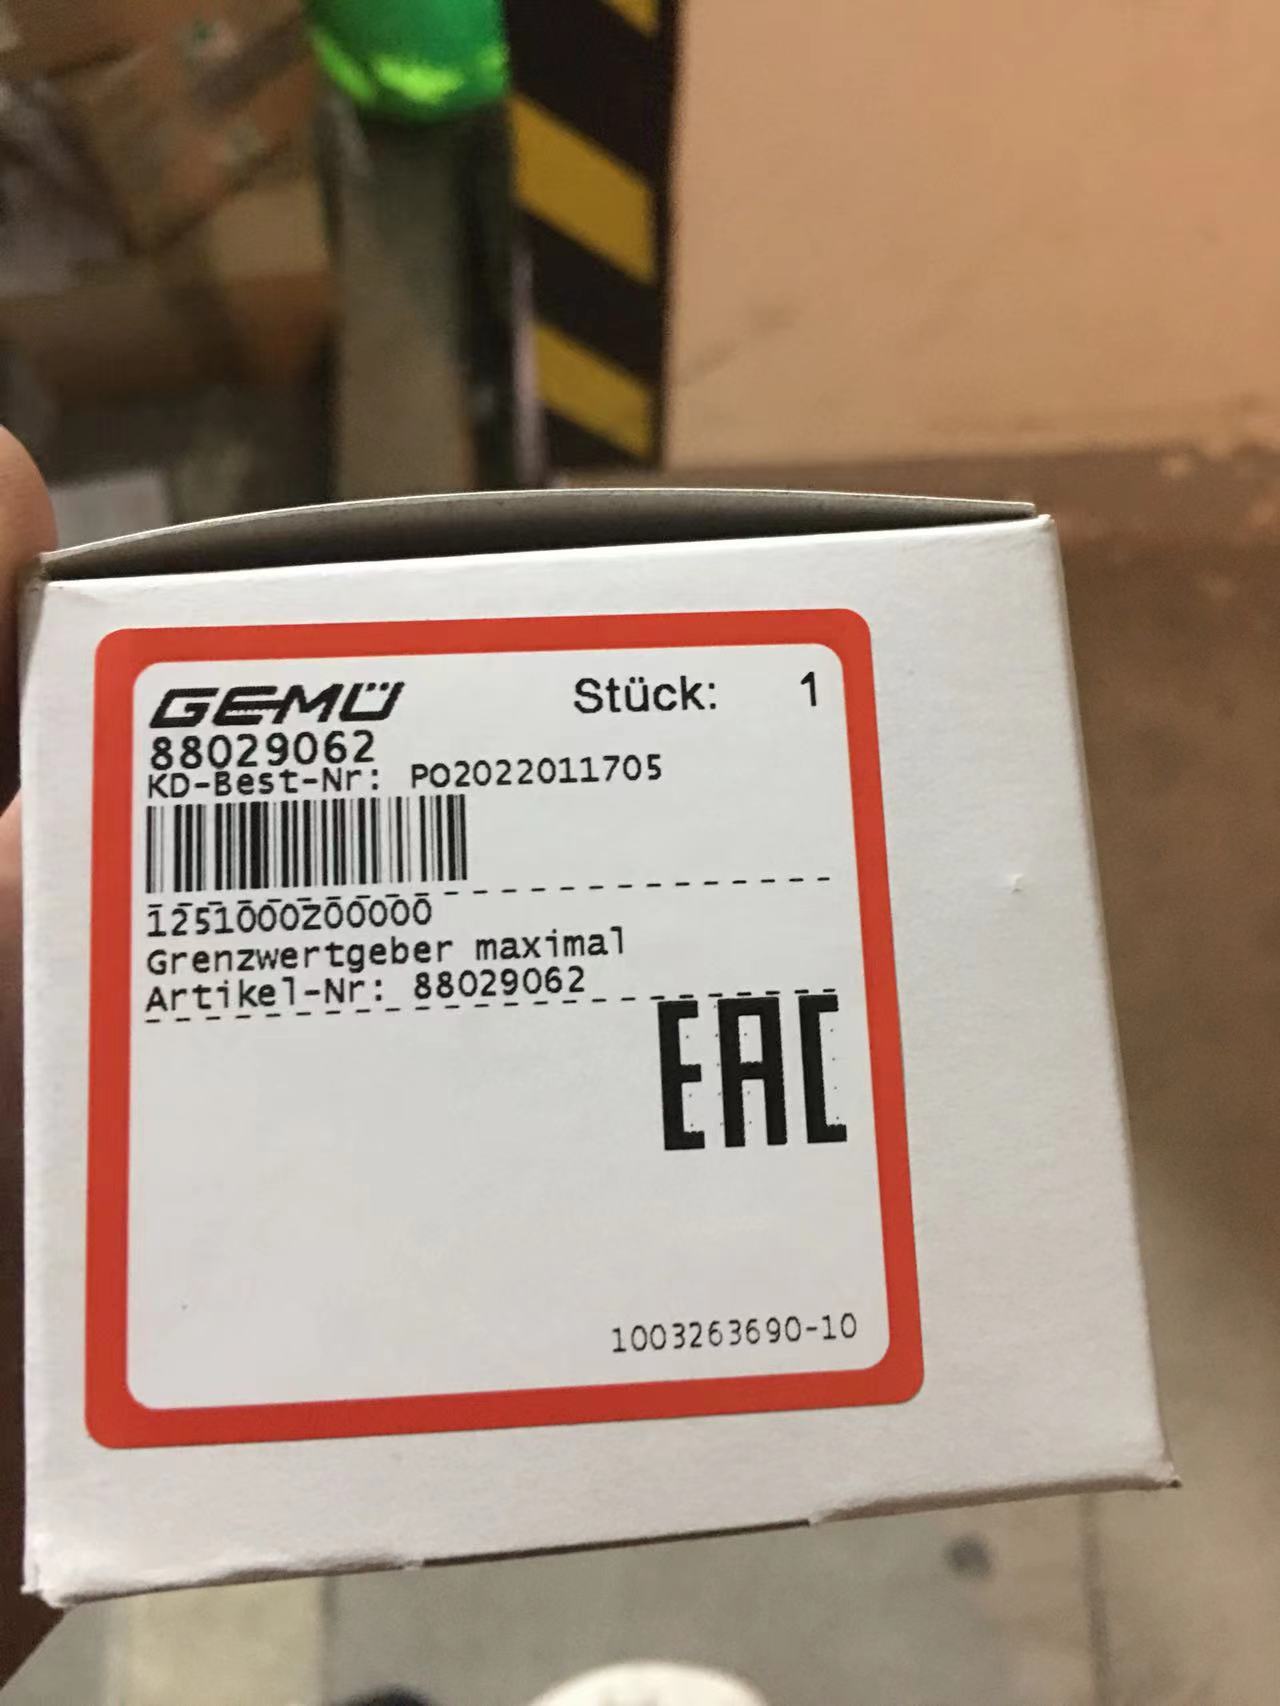 GEMÜ Stück: 1
88029062
KD-Best-Nr: PO2022011705
1251000Z00000
Grenzwertgeber maximal
Artikel-Nr: 88029062
EAC
1003263690-10